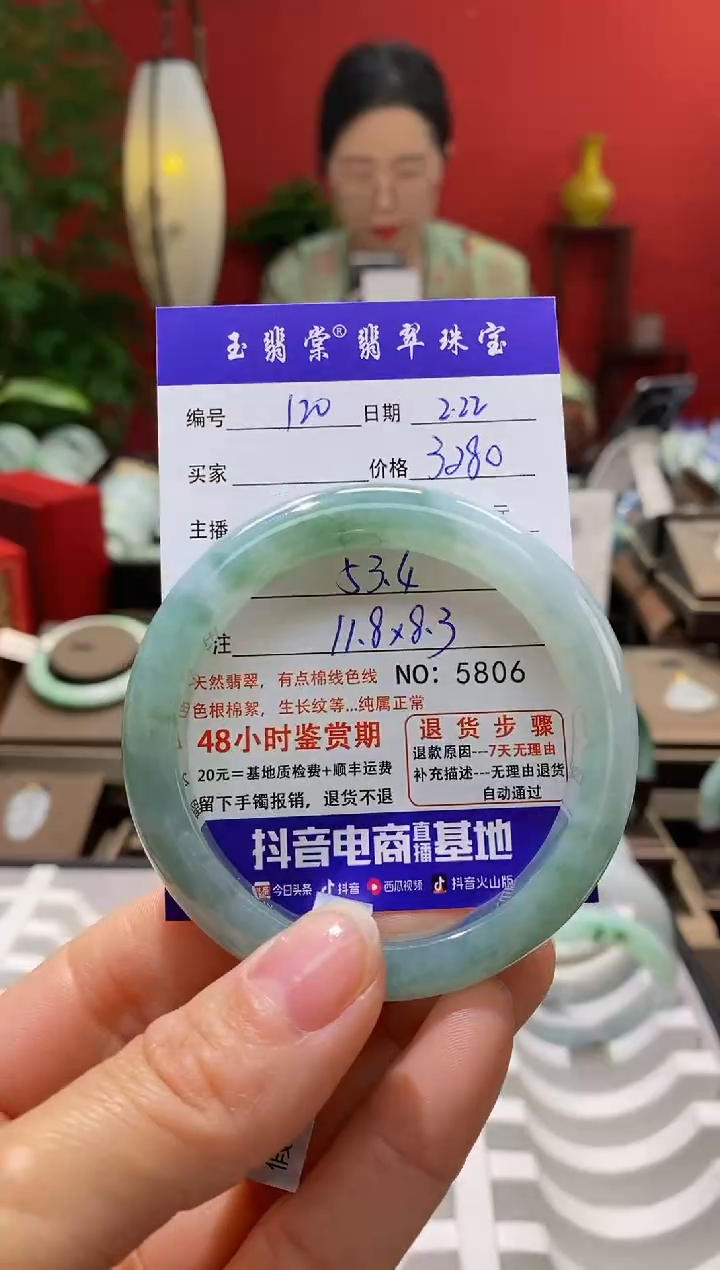 玉翡棠®翡翠珠宝
编号 120 日期 2.22
买家 价格 3280
主播
53.4
注 11.8×8.3
天然翡翠，有点棉线色线 NO：5806
色根棉絮，生长纹等...纯属正常
48小时鉴赏期
20元＝基地质检费+顺丰运费
留下手镯报销，退货不退
退货步骤
退款原因---7天无理由
补充描述---无理由退货
自动通过
抖音电商直播基地
今日头条 抖音 西瓜视频 抖音火山版